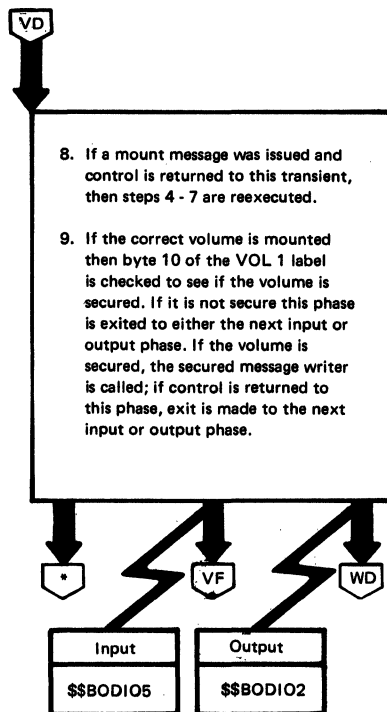 VD
8. If a mount message was issued and
control is returned to this transient,
then steps 4 - 7 are reexecuted.
9. If the correct volume is mounted
then byte 10 of the VOL 1 label
is checked to see if the volume is
secured. If it is not secure this phase
is exited to either the next input or
output phase. If the volume is
secured, the secured message writer
is called; if control is returned to
this phase, exit is made to the next
input or output phase.
* VF WD
Input Output
$$BODIO5 $$BODIO2